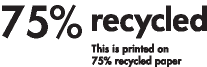 75% recycled
This is printed on
75% recycled paper